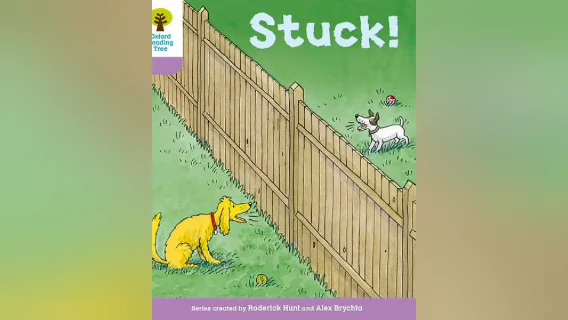 Oxford
Reading
Tree
Stuck!
Series created by Roderick Hunt and Alex Brychta